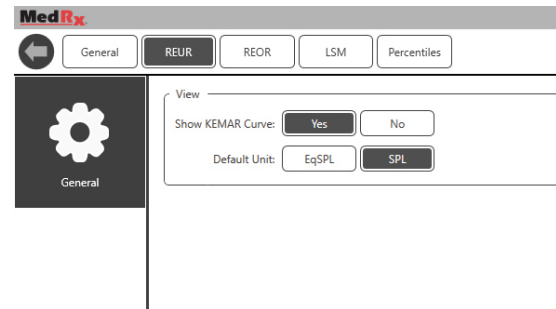 MedRx
General REUR REOR LSM Percentiles
View
Show KEMAR Curve: Yes No
Default Unit: EqSPL SPL
General